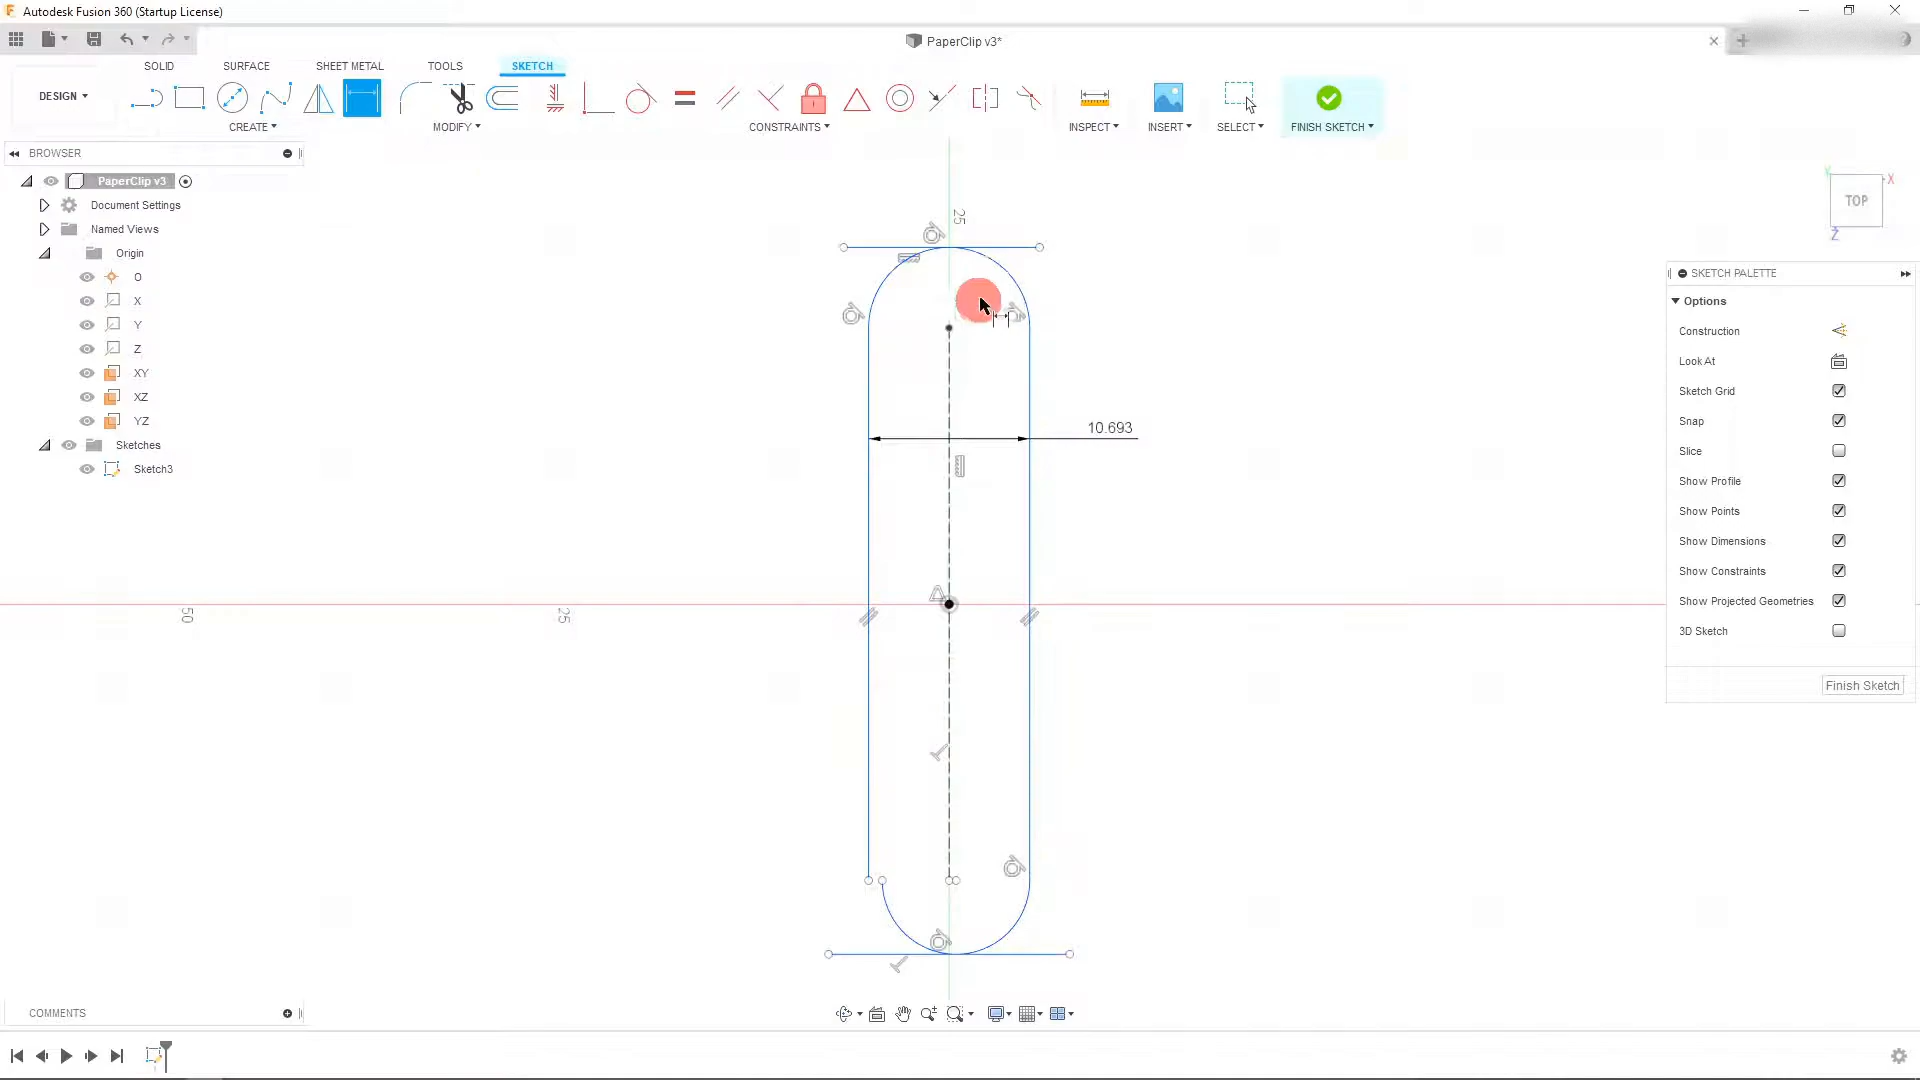 Autodesk Fusion 360 (Startup License)
PaperClip v3*
SOLID SURFACE SHEET METAL TOOLS SKETCH
DESIGN
CREATE MODIFY CONSTRAINTS INSPECT INSERT SELECT FINISH SKETCH
BROWSER
PaperClip v3
Document Settings
Named Views
Origin
O
X
Y
Z
XY
XZ
YZ
Sketches
Sketch3
25
10.693
50
25
Y
X
TOP
Z
SKETCH PALETTE
Options
Construction
Look At
Sketch Grid
Snap
Slice
Show Profile
Show Points
Show Dimensions
Show Constraints
Show Projected Geometries
3D Sketch
Finish Sketch
COMMENTS